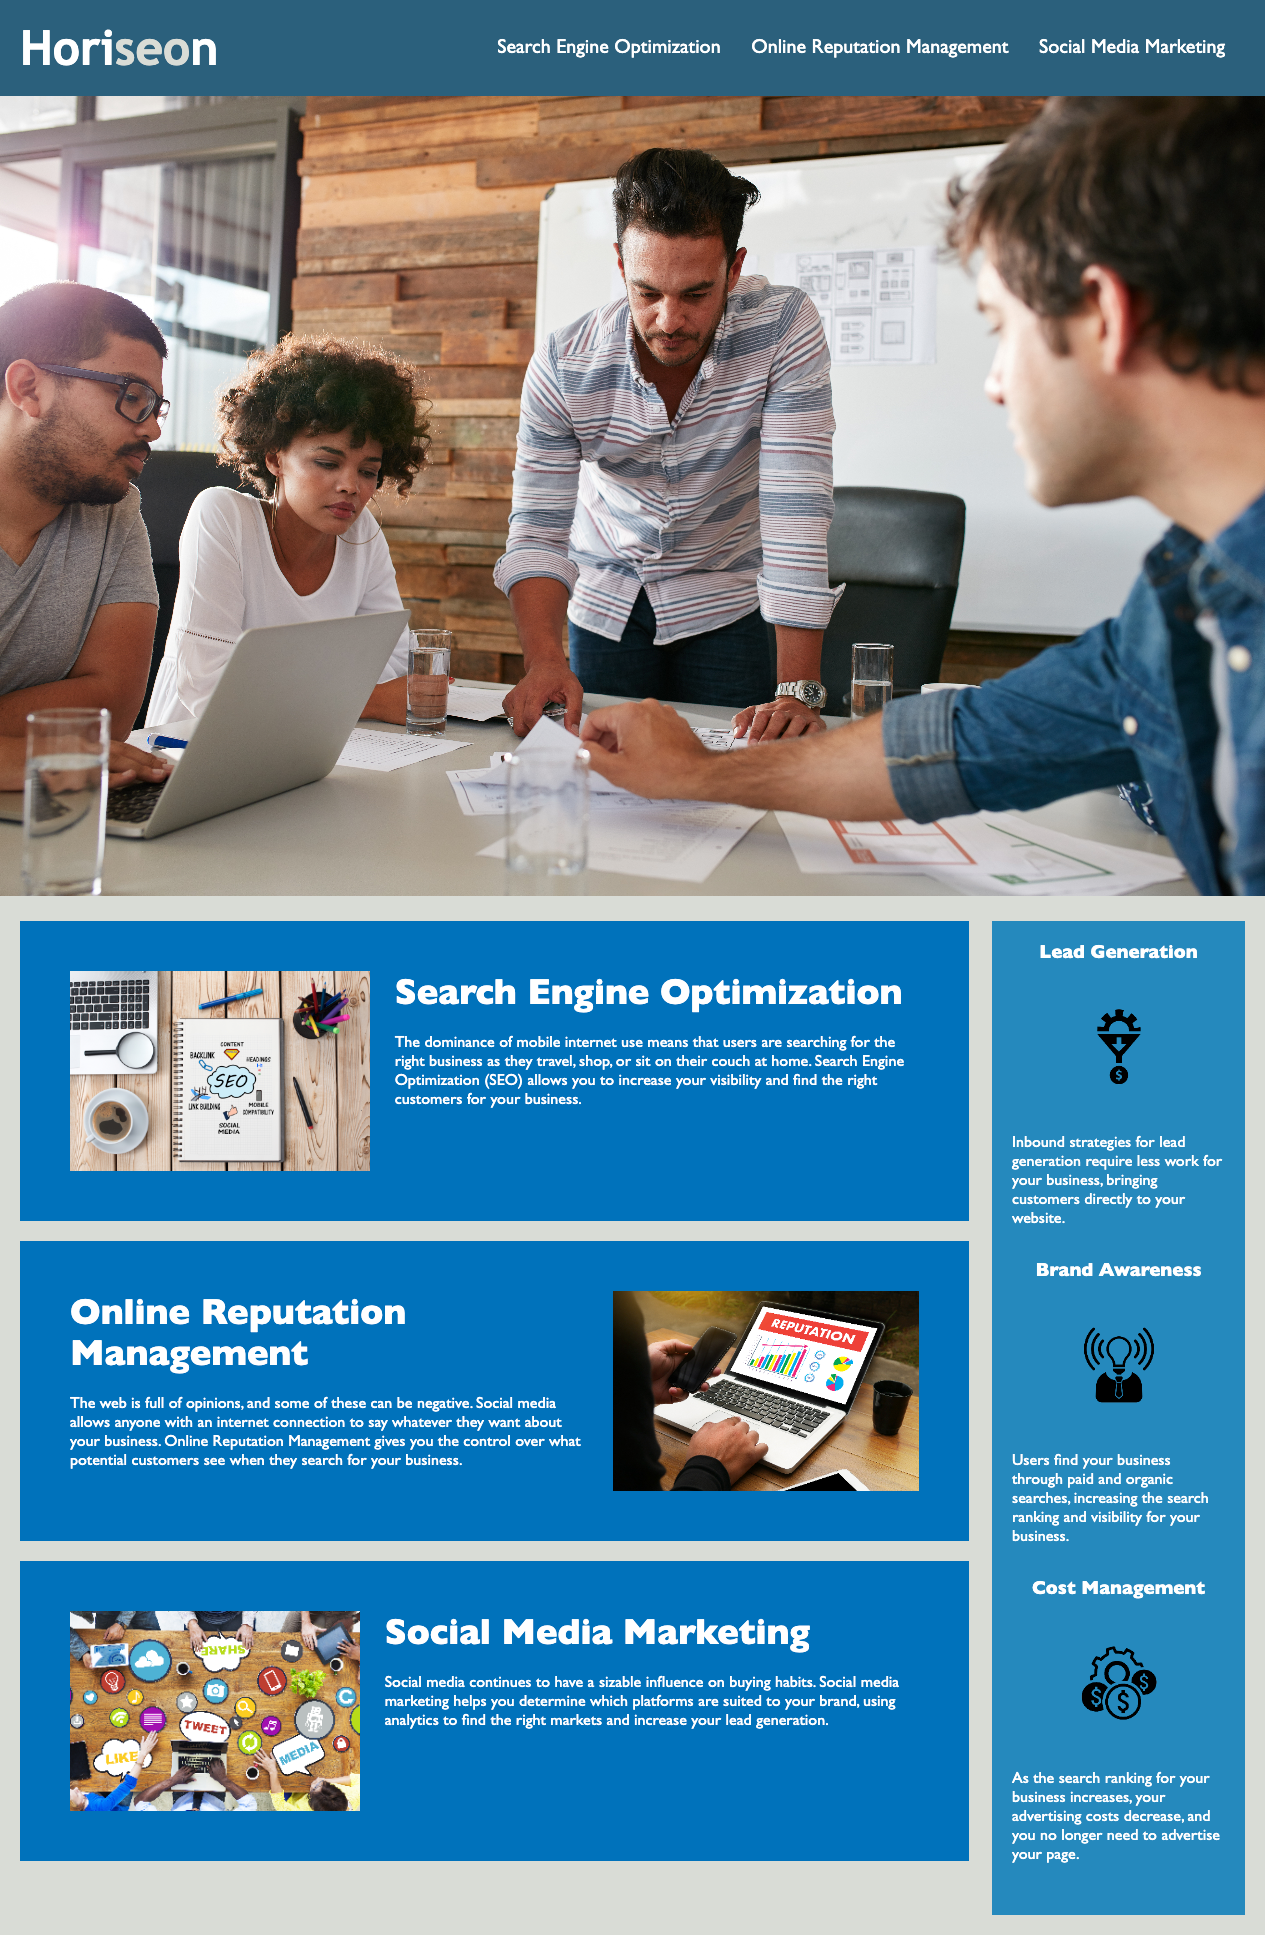 Horiseon
Search Engine Optimization
Online Reputation Management
Social Media Marketing
CONTENT
BACKLINK
HEADINGS
SEO
LINK BUILDING
MOBILE
COMPATIBILITY
SOCIAL
MEDIA
Search Engine Optimization
The dominance of mobile internet use means that users are searching for the
right business as they travel, shop, or sit on their couch at home. Search Engine
Optimization (SEO) allows you to increase your visibility and find the right
customers for your business.
Online Reputation
Management
The web is full of opinions, and some of these can be negative. Social media
allows anyone with an internet connection to say whatever they want about
your business. Online Reputation Management gives you the control over what
potential customers see when they search for your business.
REPUTATION
SHARE
TWEET
LIKE
MEDIA
Social Media Marketing
Social media continues to have a sizable influence on buying habits. Social media
marketing helps you determine which platforms are suited to your brand, using
analytics to find the right markets and increase your lead generation.
Lead Generation
$
Inbound strategies for lead
generation require less work for
your business, bringing
customers directly to your
website.
Brand Awareness
Users find your business
through paid and organic
searches, increasing the search
ranking and visibility for your
business.
Cost Management
$
$
$
As the search ranking for your
business increases, your
advertising costs decrease, and
you no longer need to advertise
your page.